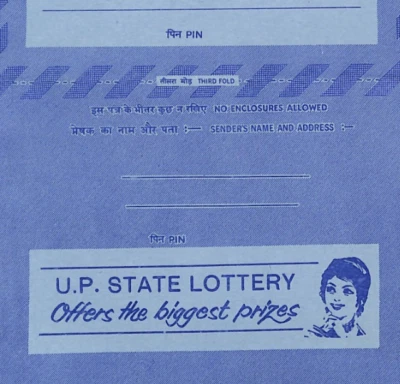 पिन PIN
तीसरा मोड़ THIRD FOLD
इस पत्र के भीतर कुछ न रखिए NO ENCLOSURES ALLOWED
प्रेषक का नाम और पता :— SENDER'S NAME AND ADDRESS :—
पिन PIN
U.P. STATE LOTTERY
Offers the biggest prizes